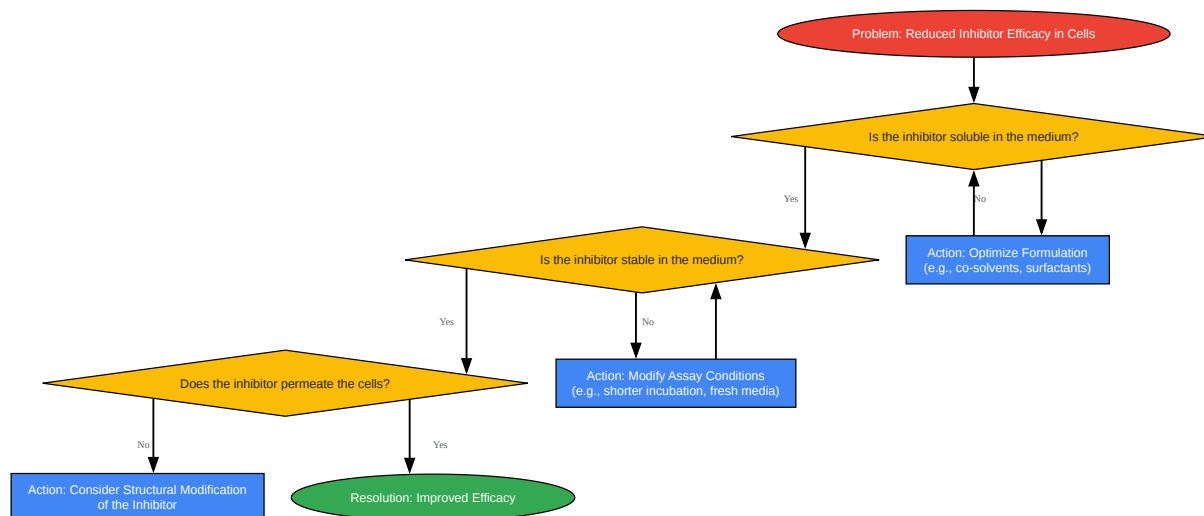 Problem: Reduced Inhibitor Efficacy in Cells
Is the inhibitor soluble in the medium?
Yes
No
Action: Optimize Formulation
(e.g., co-solvents, surfactants)
Is the inhibitor stable in the medium?
Yes
No
Action: Modify Assay Conditions
(e.g., shorter incubation, fresh media)
Does the inhibitor permeate the cells?
No
Yes
Action: Consider Structural Modification
of the Inhibitor
Resolution: Improved Efficacy